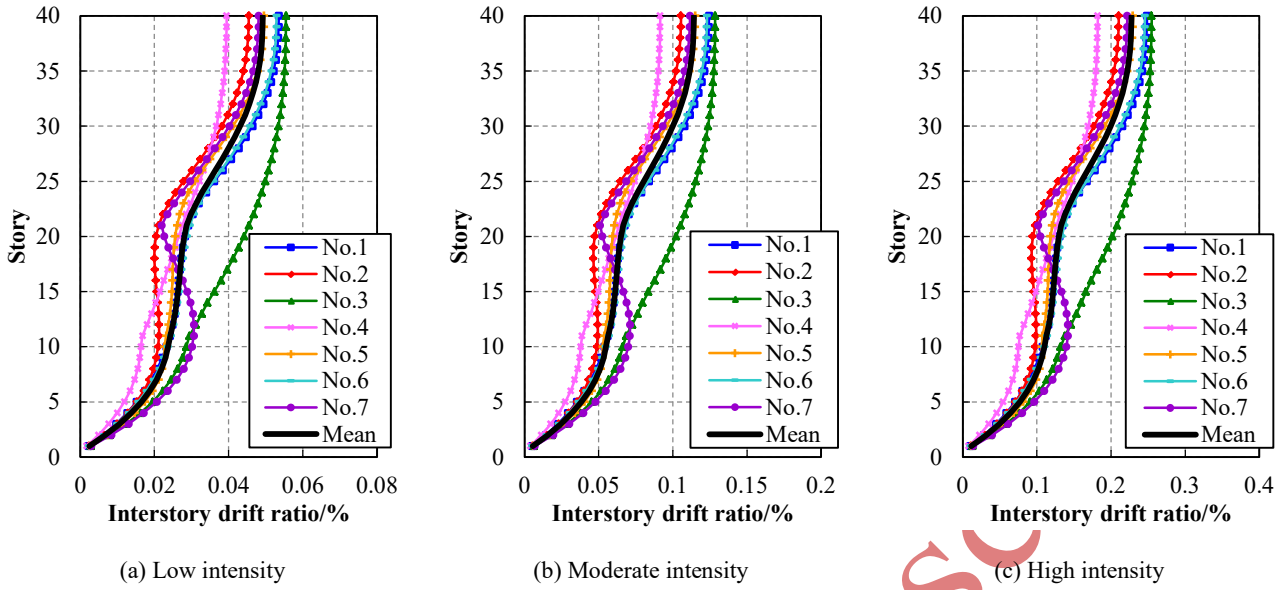 40
35
30
25
20
15
10
5
0
Story
No.1
No.2
No.3
No.4
No.5
No.6
No.7
Mean
0 0.02 0.04 0.06 0.08
Interstory drift ratio/%
(a) Low intensity
40
35
30
25
20
15
10
5
0
Story
No.1
No.2
No.3
No.4
No.5
No.6
No.7
Mean
0 0.05 0.1 0.15 0.2
Interstory drift ratio/%
(b) Moderate intensity
40
35
30
25
20
15
10
5
0
Story
No.1
No.2
No.3
No.4
No.5
No.6
No.7
Mean
0 0.1 0.2 0.3 0.4
Interstory drift ratio/%
(c) High intensity